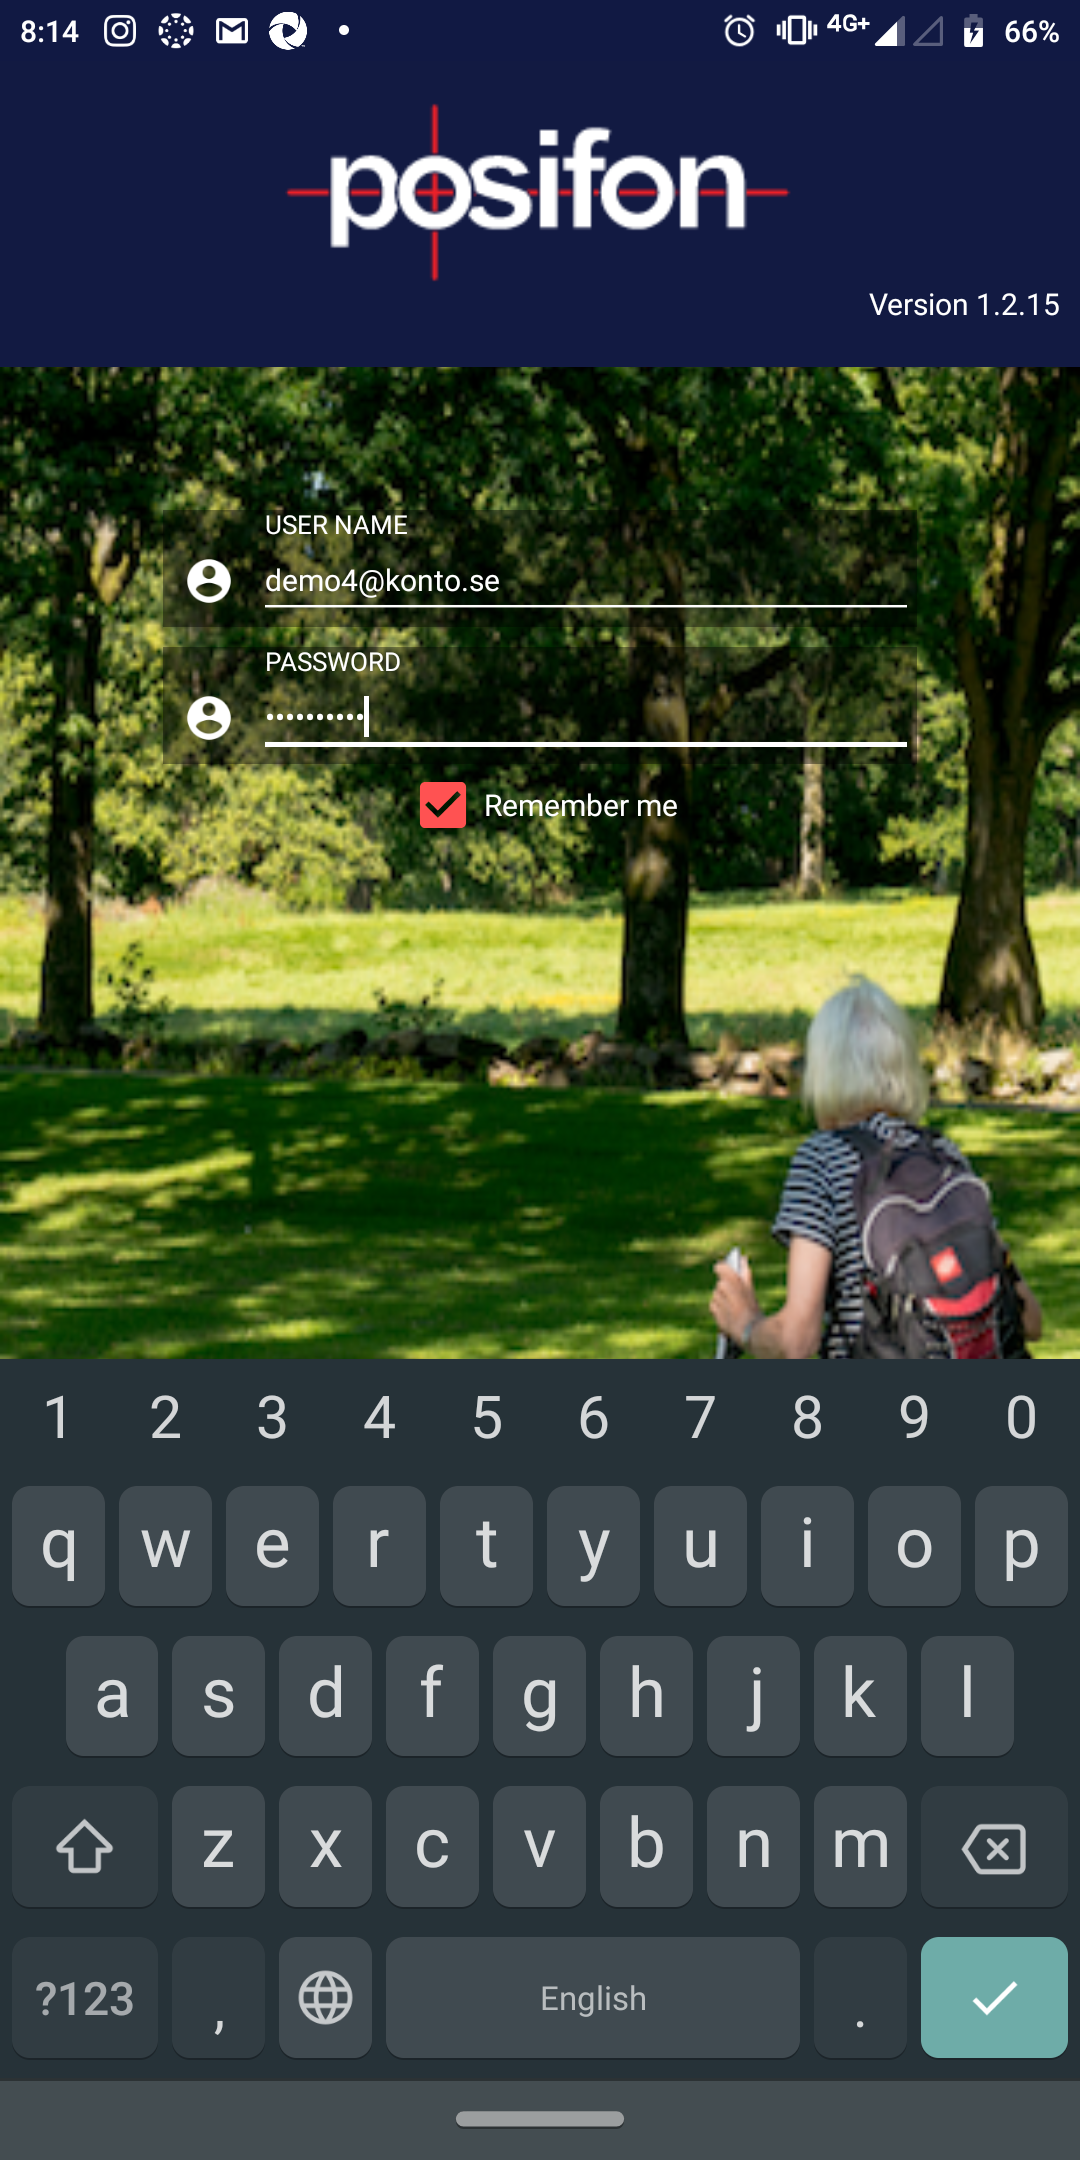 8:14 4G+ 66%
posifon
Version 1.2.15
USER NAME
demo4@konto.se
PASSWORD
••••••••••
Remember me
1 2 3 4 5 6 7 8 9 0
q w e r t y u i o p
a s d f g h j k l
z x c v b n m
?123 , English .